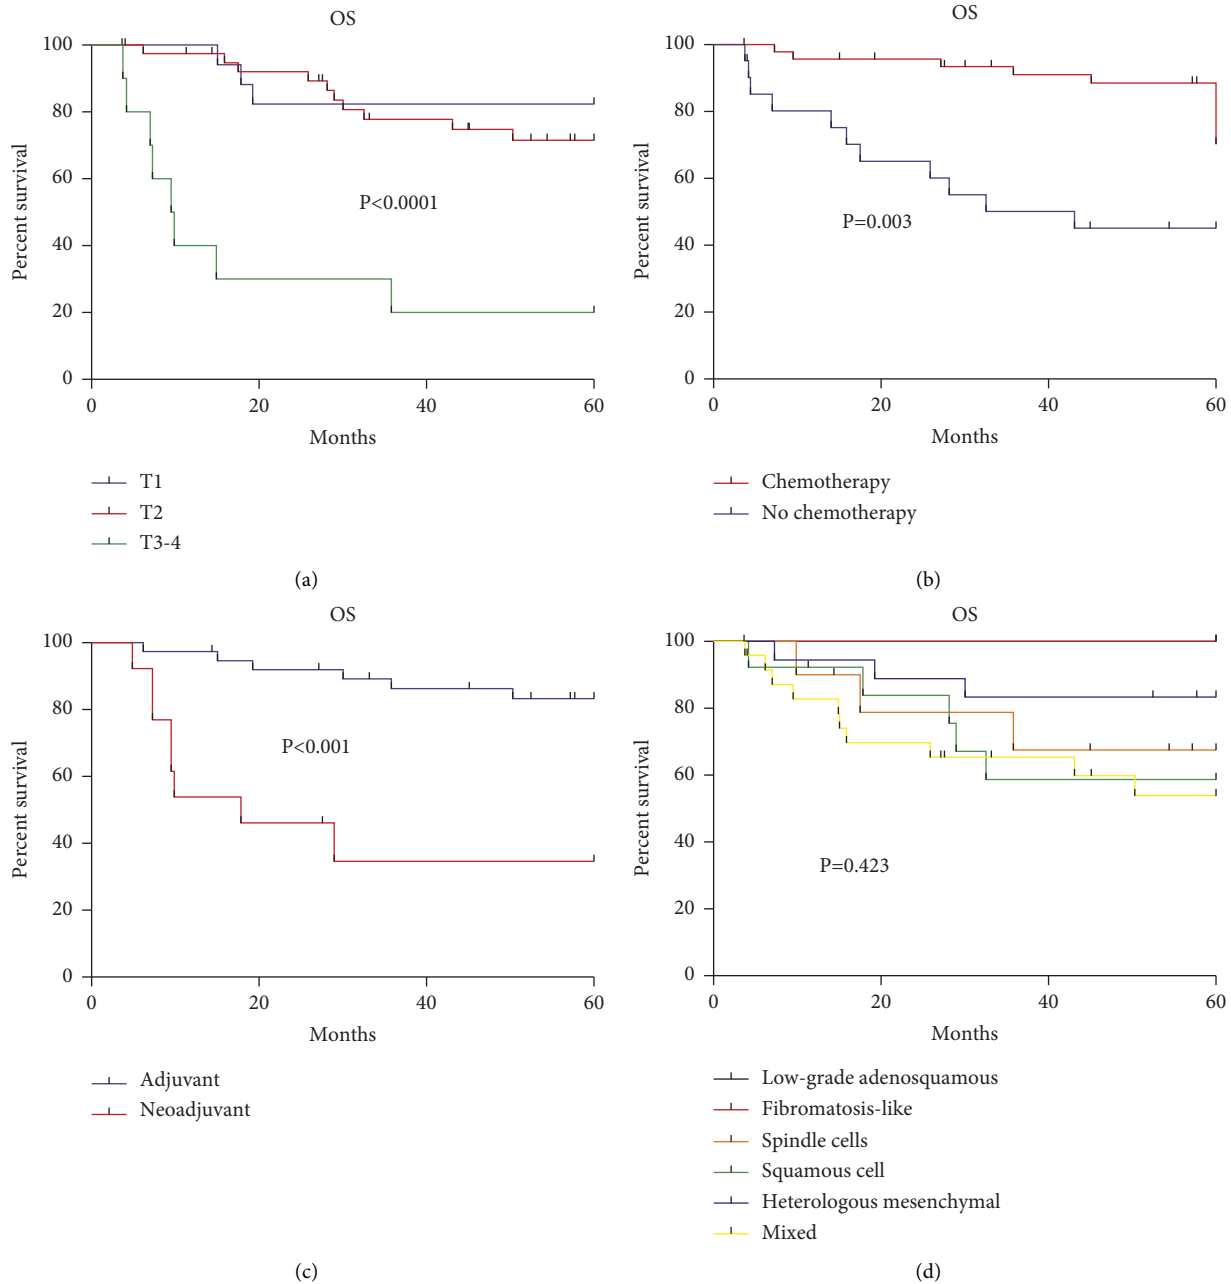 OS
100
80
60
40
20
0
Percent survival
P<0.0001
0 20 40 60
Months
T1
T2
T3-4
(a)
OS
100
80
60
40
20
0
Percent survival
P=0.003
0 20 40 60
Months
Chemotherapy
No chemotherapy
(b)
OS
100
80
60
40
20
0
Percent survival
P<0.001
0 20 40 60
Months
Adjuvant
Neoadjuvant
(c)
OS
100
80
60
40
20
0
Percent survival
P=0.423
0 20 40 60
Months
Low-grade adenosquamous
Fibromatosis-like
Spindle cells
Squamous cell
Heterologous mesenchymal
Mixed
(d)